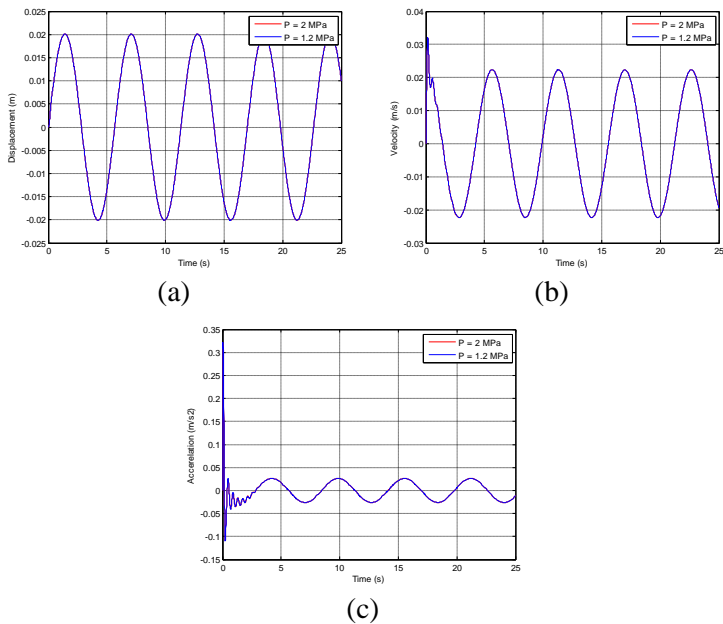 0.025
0.02
0.015
0.01
0.005
0
-0.005
-0.01
-0.015
-0.02
-0.025
Displacement (m)
0 5 10 15 20 25
Time (s)
P = 2 MPa
P = 1.2 MPa
(a)
0.04
0.03
0.02
0.01
0
-0.01
-0.02
-0.03
Velocity (m/s)
0 5 10 15 20 25
Time (s)
P = 2 MPa
P = 1.2 MPa
(b)
0.35
0.3
0.25
0.2
0.15
0.1
0.05
0
-0.05
-0.1
-0.15
Accerelation (m/s2)
0 5 10 15 20 25
Time (s)
P = 2 MPa
P = 1.2 MPa
(c)